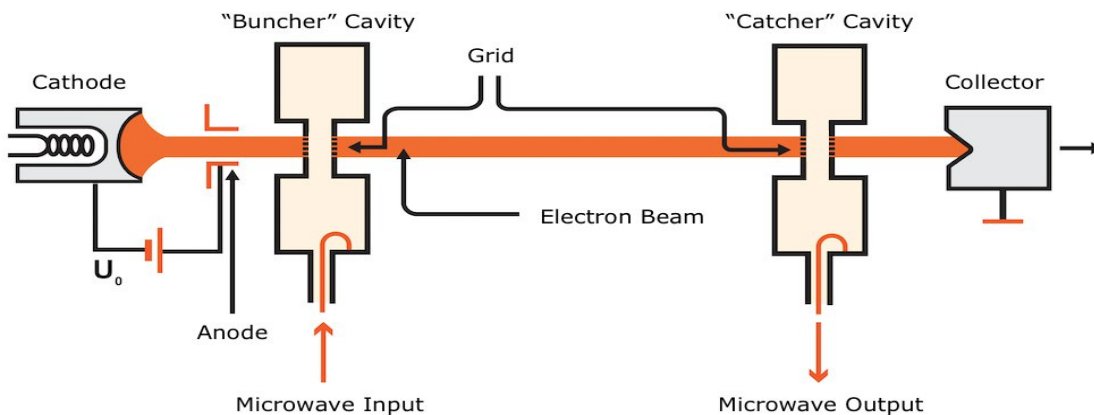 “Buncher” Cavity
“Catcher” Cavity
Grid
Cathode
Collector
Electron Beam
U₀
Anode
Microwave Input
Microwave Output